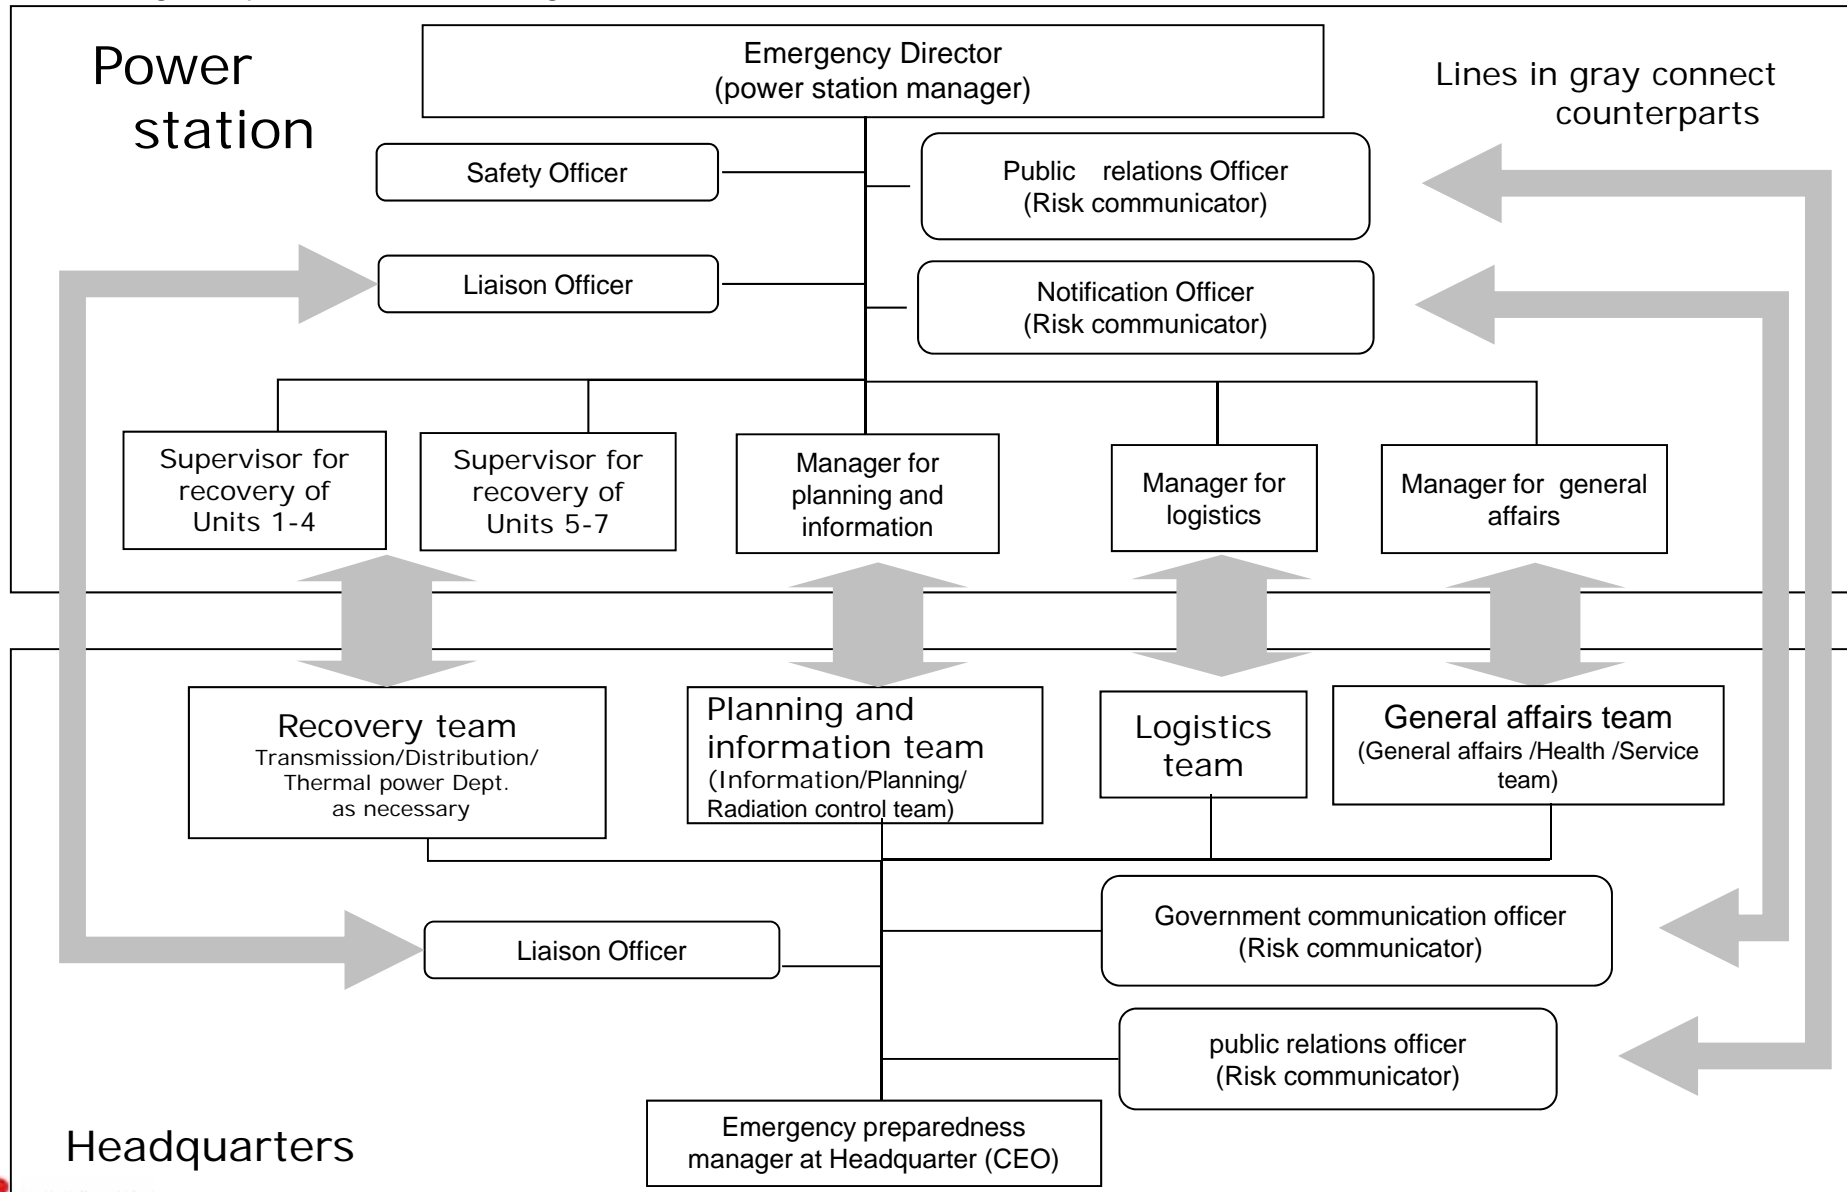 Power
station
Emergency Director
(power station manager)
Lines in gray connect
counterparts
Safety Officer
Public relations Officer
(Risk communicator)
Liaison Officer
Notification Officer
(Risk communicator)
Supervisor for
recovery of
Units 1-4
Supervisor for
recovery of
Units 5-7
Manager for
planning and
information
Manager for
logistics
Manager for general
affairs
Recovery team
Transmission/Distribution/
Thermal power Dept.
as necessary
Planning and
information team
(Information/Planning/
Radiation control team)
Logistics
team
General affairs team
(General affairs /Health /Service
team)
Government communication officer
(Risk communicator)
Liaison Officer
public relations officer
(Risk communicator)
Emergency preparedness
manager at Headquarter (CEO)
Headquarters